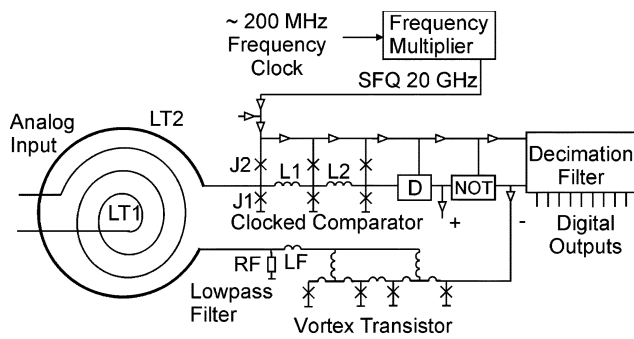 ~ 200 MHz
Frequency
Clock
Frequency
Multiplier
SFQ 20 GHz
Analog
Input
LT2
LT1
J2
L1
L2
J1
D
NOT
Decimation
Filter
Clocked Comparator
+
-
Digital
Outputs
RF
LF
Lowpass
Filter
Vortex Transistor